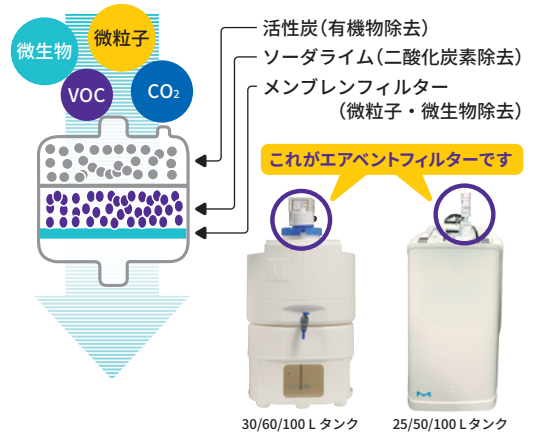 微生物
微粒子
VOC
CO₂
活性炭（有機物除去）
ソーダライム（二酸化炭素除去）
メンブレンフィルター
（微粒子・微生物除去）
これがエアベントフィルターです
30/60/100 L タンク
25/50/100 L タンク